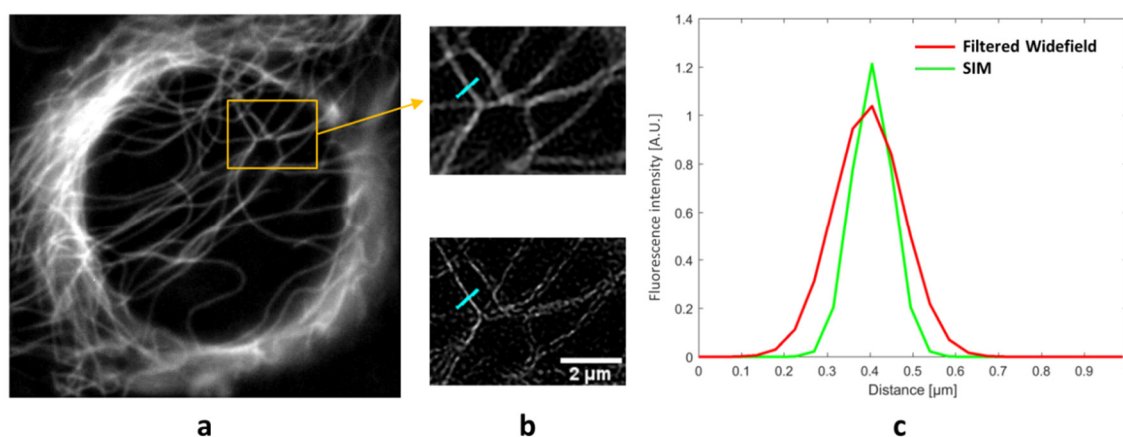 1.4
1.2
1
0.8
0.6
0.4
0.2
0
Fluorescence intensity [A.U.]
Filtered Widefield
SIM
2 µm
0 0.1 0.2 0.3 0.4 0.5 0.6 0.7 0.8 0.9
Distance [µm]
a b c